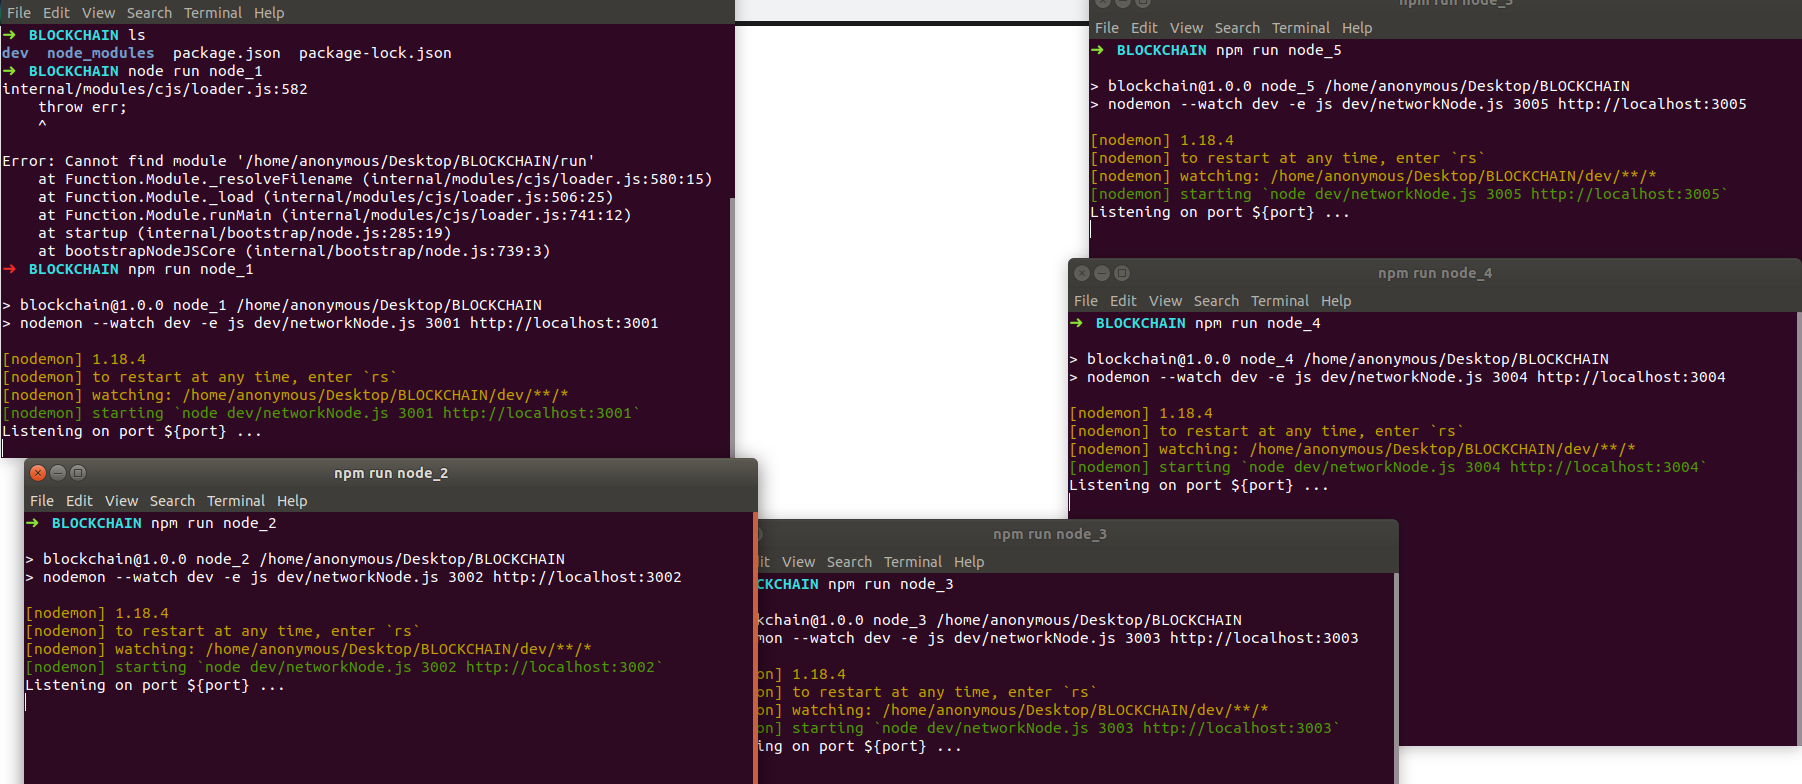 File Edit View Search Terminal Help
➜ BLOCKCHAIN ls
dev node_modules package.json package-lock.json
➜ BLOCKCHAIN node run node_1
internal/modules/cjs/loader.js:582
    throw err;
    ^
Error: Cannot find module '/home/anonymous/Desktop/BLOCKCHAIN/run'
    at Function.Module._resolveFilename (internal/modules/cjs/loader.js:580:15)
    at Function.Module._load (internal/modules/cjs/loader.js:506:25)
    at Function.Module.runMain (internal/modules/cjs/loader.js:741:12)
    at startup (internal/bootstrap/node.js:285:19)
    at bootstrapNodeJSCore (internal/bootstrap/node.js:739:3)
➜ BLOCKCHAIN npm run node_1
> blockchain@1.0.0 node_1 /home/anonymous/Desktop/BLOCKCHAIN
> nodemon --watch dev -e js dev/networkNode.js 3001 http://localhost:3001
[nodemon] 1.18.4
[nodemon] to restart at any time, enter `rs`
[nodemon] watching: /home/anonymous/Desktop/BLOCKCHAIN/dev/**/*
[nodemon] starting `node dev/networkNode.js 3001 http://localhost:3001`
Listening on port ${port} ...
npm run node_2
File Edit View Search Terminal Help
➜ BLOCKCHAIN npm run node_2
> blockchain@1.0.0 node_2 /home/anonymous/Desktop/BLOCKCHAIN
> nodemon --watch dev -e js dev/networkNode.js 3002 http://localhost:3002
[nodemon] 1.18.4
[nodemon] to restart at any time, enter `rs`
[nodemon] watching: /home/anonymous/Desktop/BLOCKCHAIN/dev/**/*
[nodemon] starting `node dev/networkNode.js 3002 http://localhost:3002`
Listening on port ${port} ...
npm run node_3
it View Search Terminal Help
CKCHAIN npm run node_3
kchain@1.0.0 node_3 /home/anonymous/Desktop/BLOCKCHAIN
mon --watch dev -e js dev/networkNode.js 3003 http://localhost:3003
on] 1.18.4
on] to restart at any time, enter `rs`
on] watching: /home/anonymous/Desktop/BLOCKCHAIN/dev/**/*
on] starting `node dev/networkNode.js 3003 http://localhost:3003`
ing on port ${port} ...
npm run node_5
File Edit View Search Terminal Help
➜ BLOCKCHAIN npm run node_5
> blockchain@1.0.0 node_5 /home/anonymous/Desktop/BLOCKCHAIN
> nodemon --watch dev -e js dev/networkNode.js 3005 http://localhost:3005
[nodemon] 1.18.4
[nodemon] to restart at any time, enter `rs`
[nodemon] watching: /home/anonymous/Desktop/BLOCKCHAIN/dev/**/*
[nodemon] starting `node dev/networkNode.js 3005 http://localhost:3005`
Listening on port ${port} ...
npm run node_4
File Edit View Search Terminal Help
➜ BLOCKCHAIN npm run node_4
> blockchain@1.0.0 node_4 /home/anonymous/Desktop/BLOCKCHAIN
> nodemon --watch dev -e js dev/networkNode.js 3004 http://localhost:3004
[nodemon] 1.18.4
[nodemon] to restart at any time, enter `rs`
[nodemon] watching: /home/anonymous/Desktop/BLOCKCHAIN/dev/**/*
[nodemon] starting `node dev/networkNode.js 3004 http://localhost:3004`
Listening on port ${port} ...